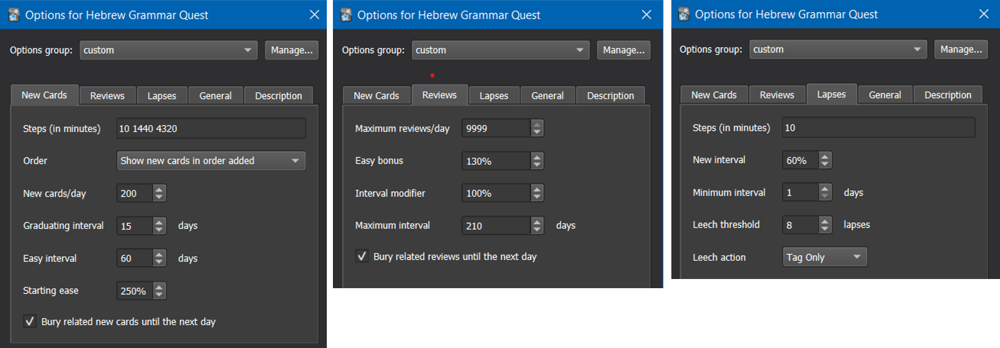 Options for Hebrew Grammar Quest
Options group: custom Manage...
New Cards Reviews Lapses General Description
Steps (in minutes) 10 1440 4320
Order Show new cards in order added
New cards/day 200
Graduating interval 15 days
Easy interval 60 days
Starting ease 250%
Bury related new cards until the next day
Options for Hebrew Grammar Quest
Options group: custom Manage...
New Cards Reviews Lapses General Description
Maximum reviews/day 9999
Easy bonus 130%
Interval modifier 100%
Maximum interval 210 days
Bury related reviews until the next day
Options for Hebrew Grammar Quest
Options group: custom Manage...
New Cards Reviews Lapses General Description
Steps (in minutes) 10
New interval 60%
Minimum interval 1 days
Leech threshold 8 lapses
Leech action Tag Only